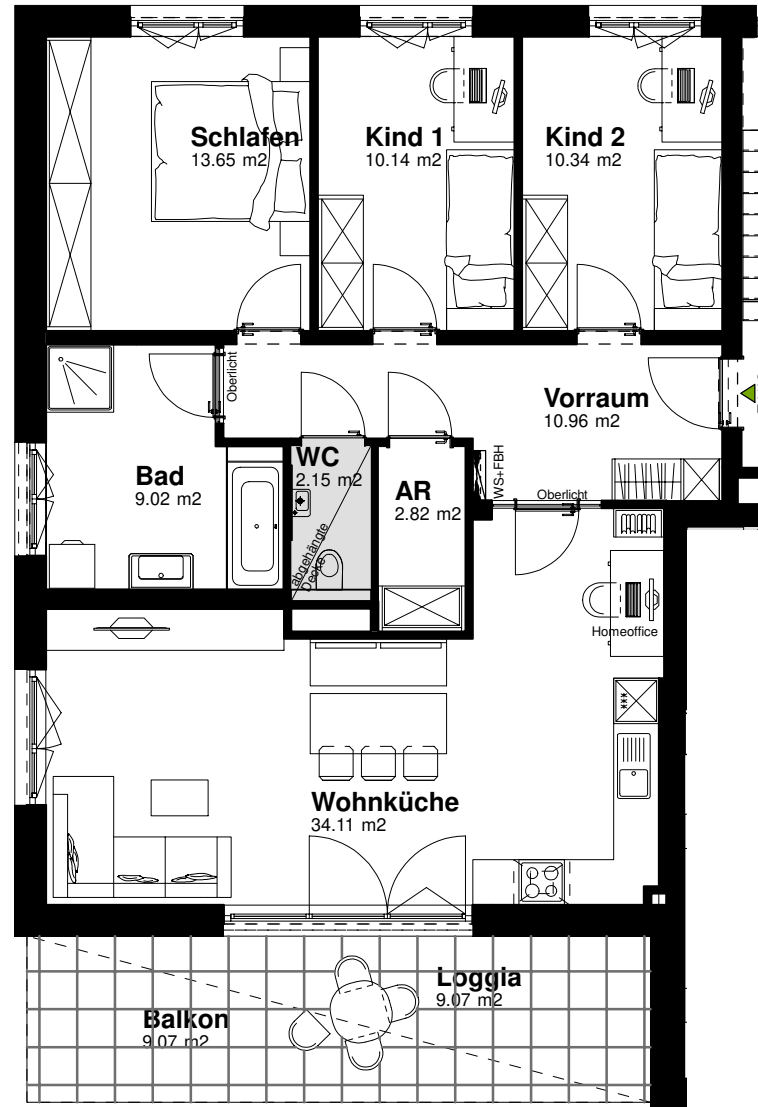 Schlafen
13.65 m2
Kind 1
10.14 m2
Kind 2
10.34 m2
Oberlicht
Vorraum
10.96 m2
Bad
9.02 m2
WC
2.15 m2
abgehängte
Decke
AR
2.82 m2
WS+FBH
Oberlicht
Homeoffice
Wohnküche
34.11 m2
Loggia
9.07 m2
Balkon
9.07 m2